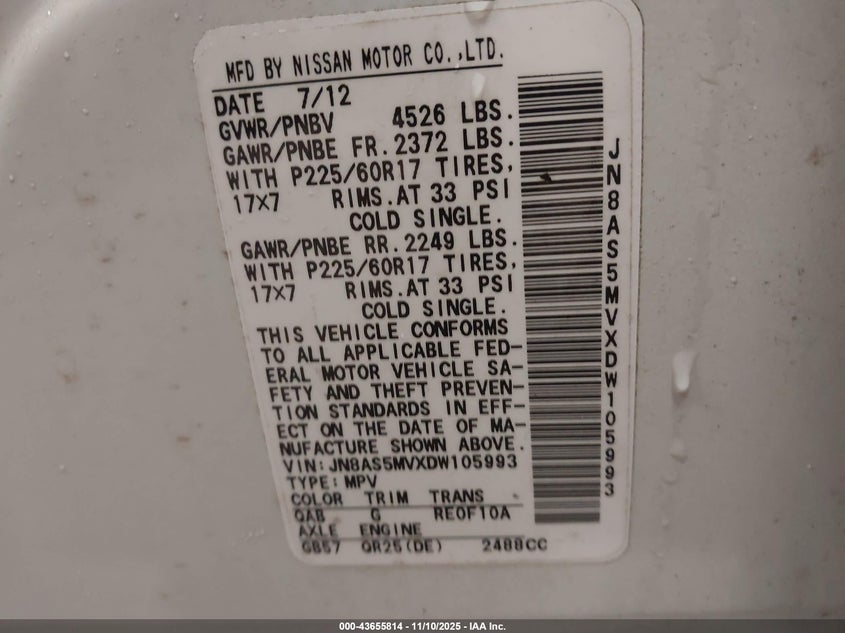 MFD BY NISSAN MOTOR CO.,LTD.
DATE 7/12
GVWR/PNBV 4526 LBS.
GAWR/PNBE FR.2372 LBS.
WITH P225/60R17 TIRES,
17X7 RIMS.AT 33 PSI
COLD SINGLE.
GAWR/PNBE RR.2249 LBS.
WITH P225/60R17 TIRES,
17X7 RIMS.AT 33 PSI
COLD SINGLE.
THIS VEHICLE CONFORMS
TO ALL APPLICABLE FED-
ERAL MOTOR VEHICLE SA-
FETY AND THEFT PREVEN-
TION STANDARDS IN EFF-
ECT ON THE DATE OF MA-
NUFACTURE SHOWN ABOVE.
VIN:JN8AS5MVXDW105993
TYPE:MPV
COLOR TRIM TRANS
QAB G RE0F10A
AXLE ENGINE
GB57 QR25(DE) 2488CC
JN8AS5MVXDW105993
000-43655814 - 11/10/2025 - IAA Inc.